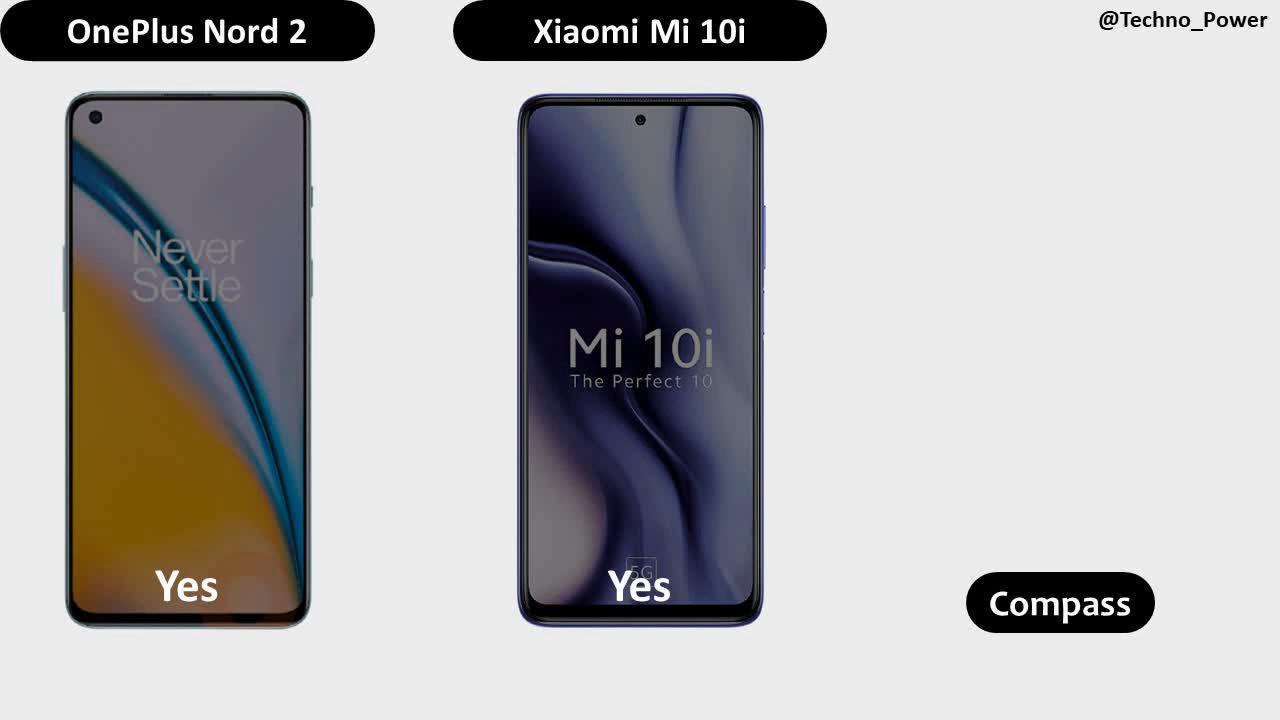 OnePlus Nord 2
Xiaomi Mi 10i
@Techno_Power
Never
Settle
Mi 10i
The Perfect 10
5G
Yes
Yes
Compass